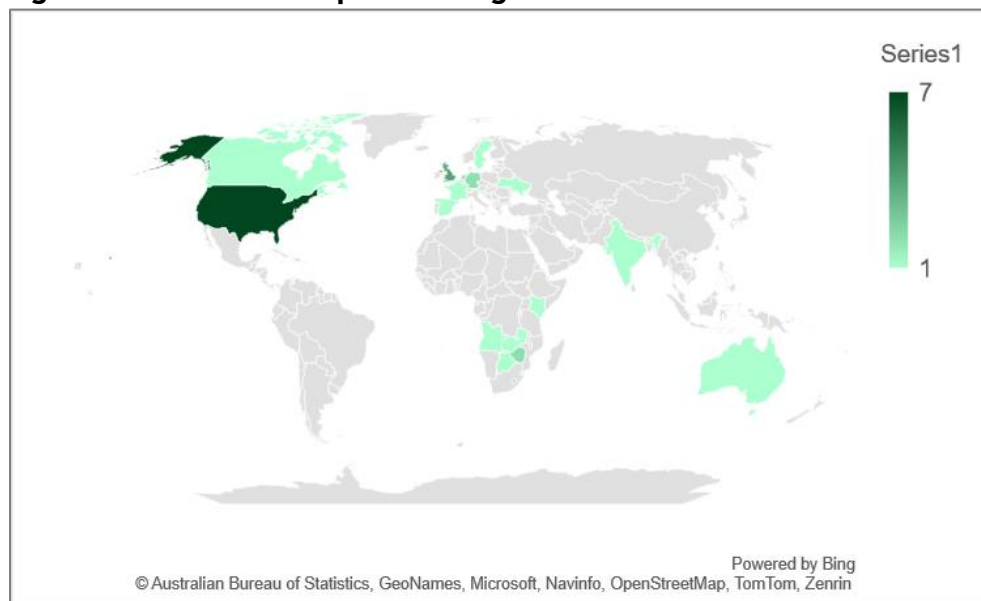 Series1
7
1
Powered by Bing
© Australian Bureau of Statistics, GeoNames, Microsoft, Navinfo, OpenStreetMap, TomTom, Zenrin